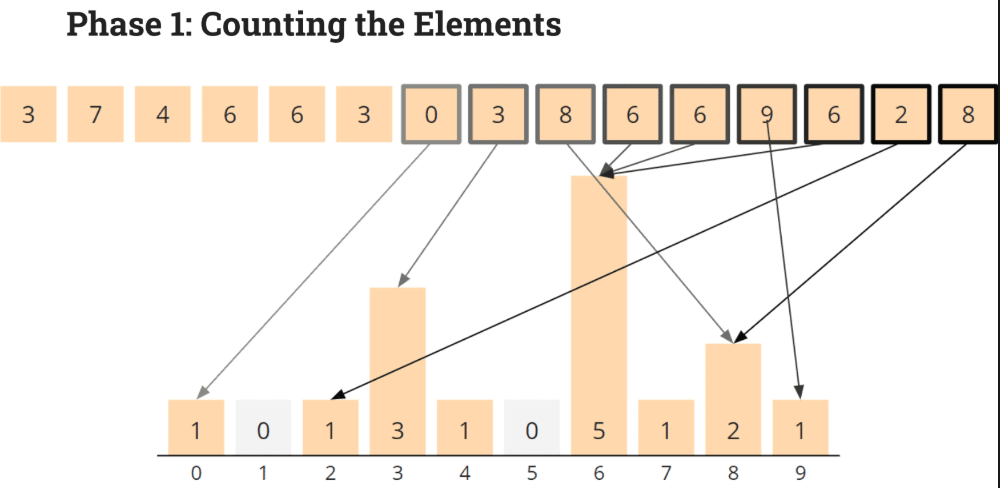 Phase 1: Counting the Elements
3 7 4 6 6 3 0 3 8 6 6 9 6 2 8
1 0 1 3 1 0 5 1 2 1
0 1 2 3 4 5 6 7 8 9